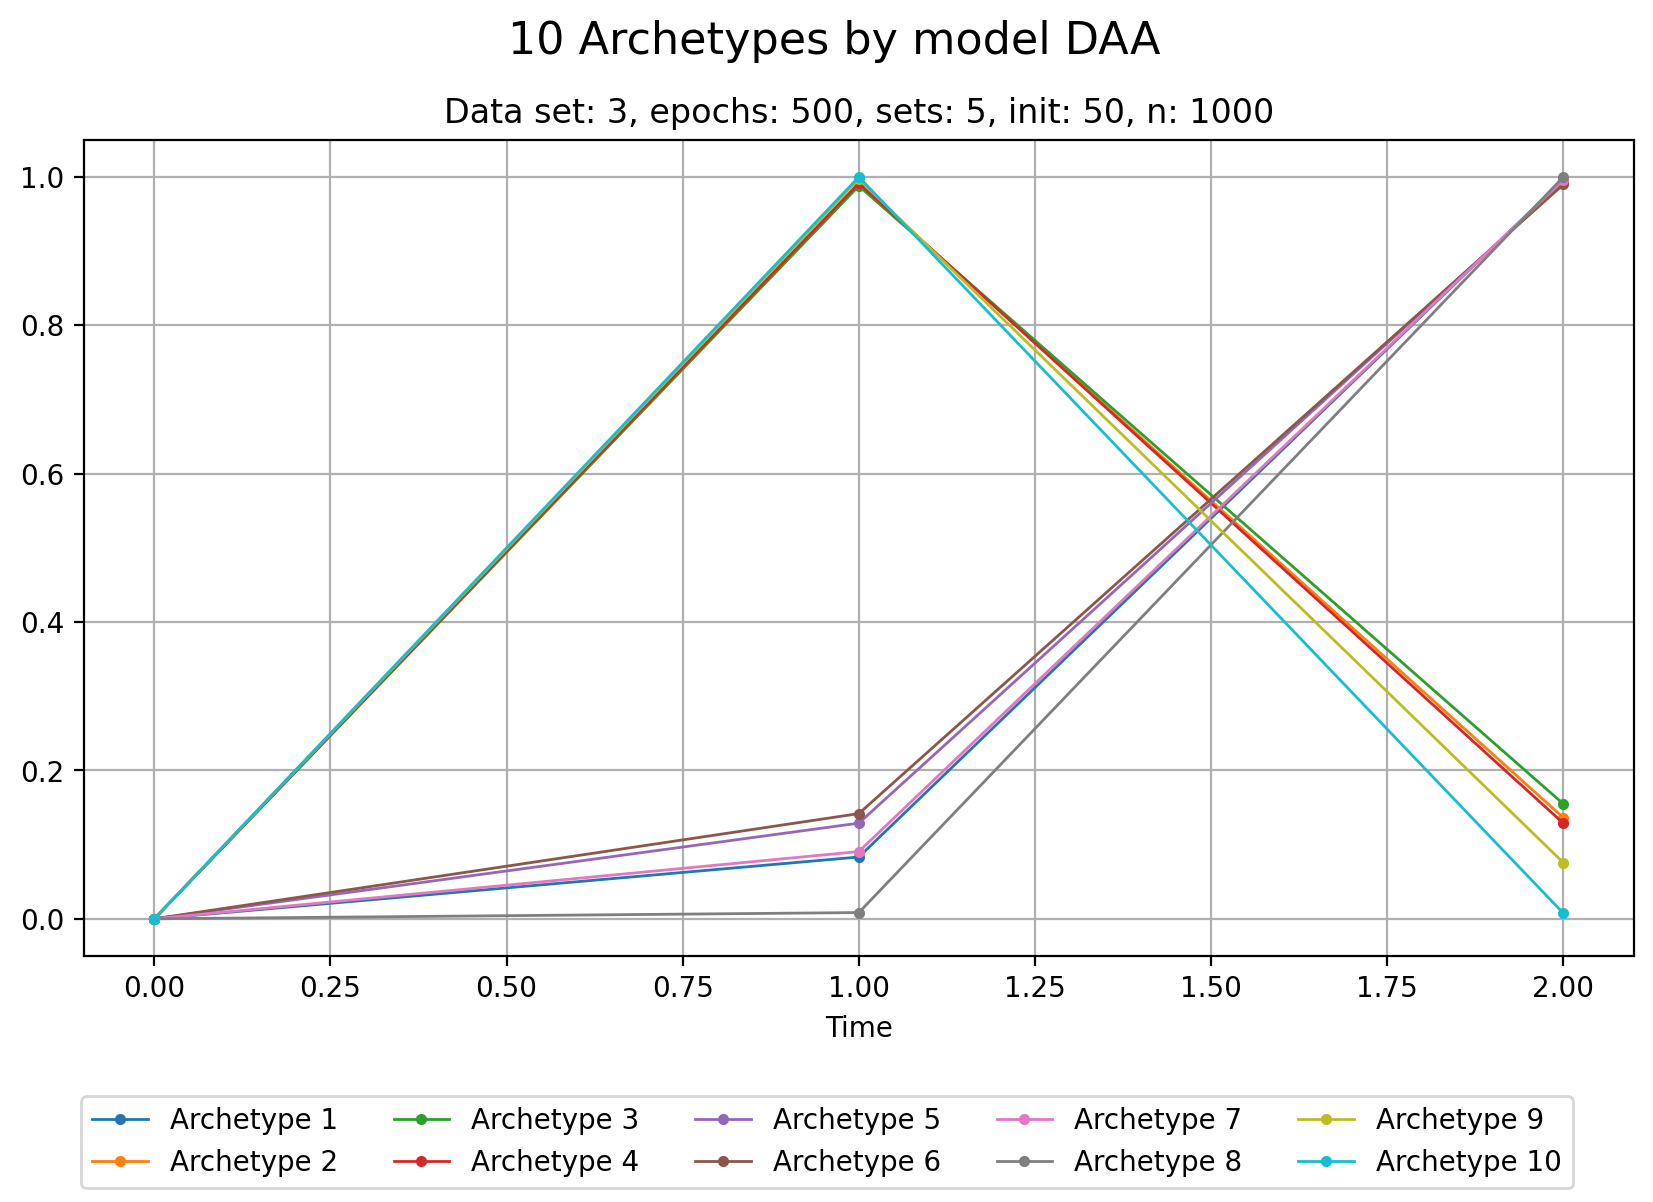 10 Archetypes by model DAA
Data set: 3, epochs: 500, sets: 5, init: 50, n: 1000
1.0
0.8
0.6
0.4
0.2
0.0
0.00 0.25 0.50 0.75 1.00 1.25 1.50 1.75 2.00
Time
Archetype 1 Archetype 3 Archetype 5 Archetype 7 Archetype 9
Archetype 2 Archetype 4 Archetype 6 Archetype 8 Archetype 10